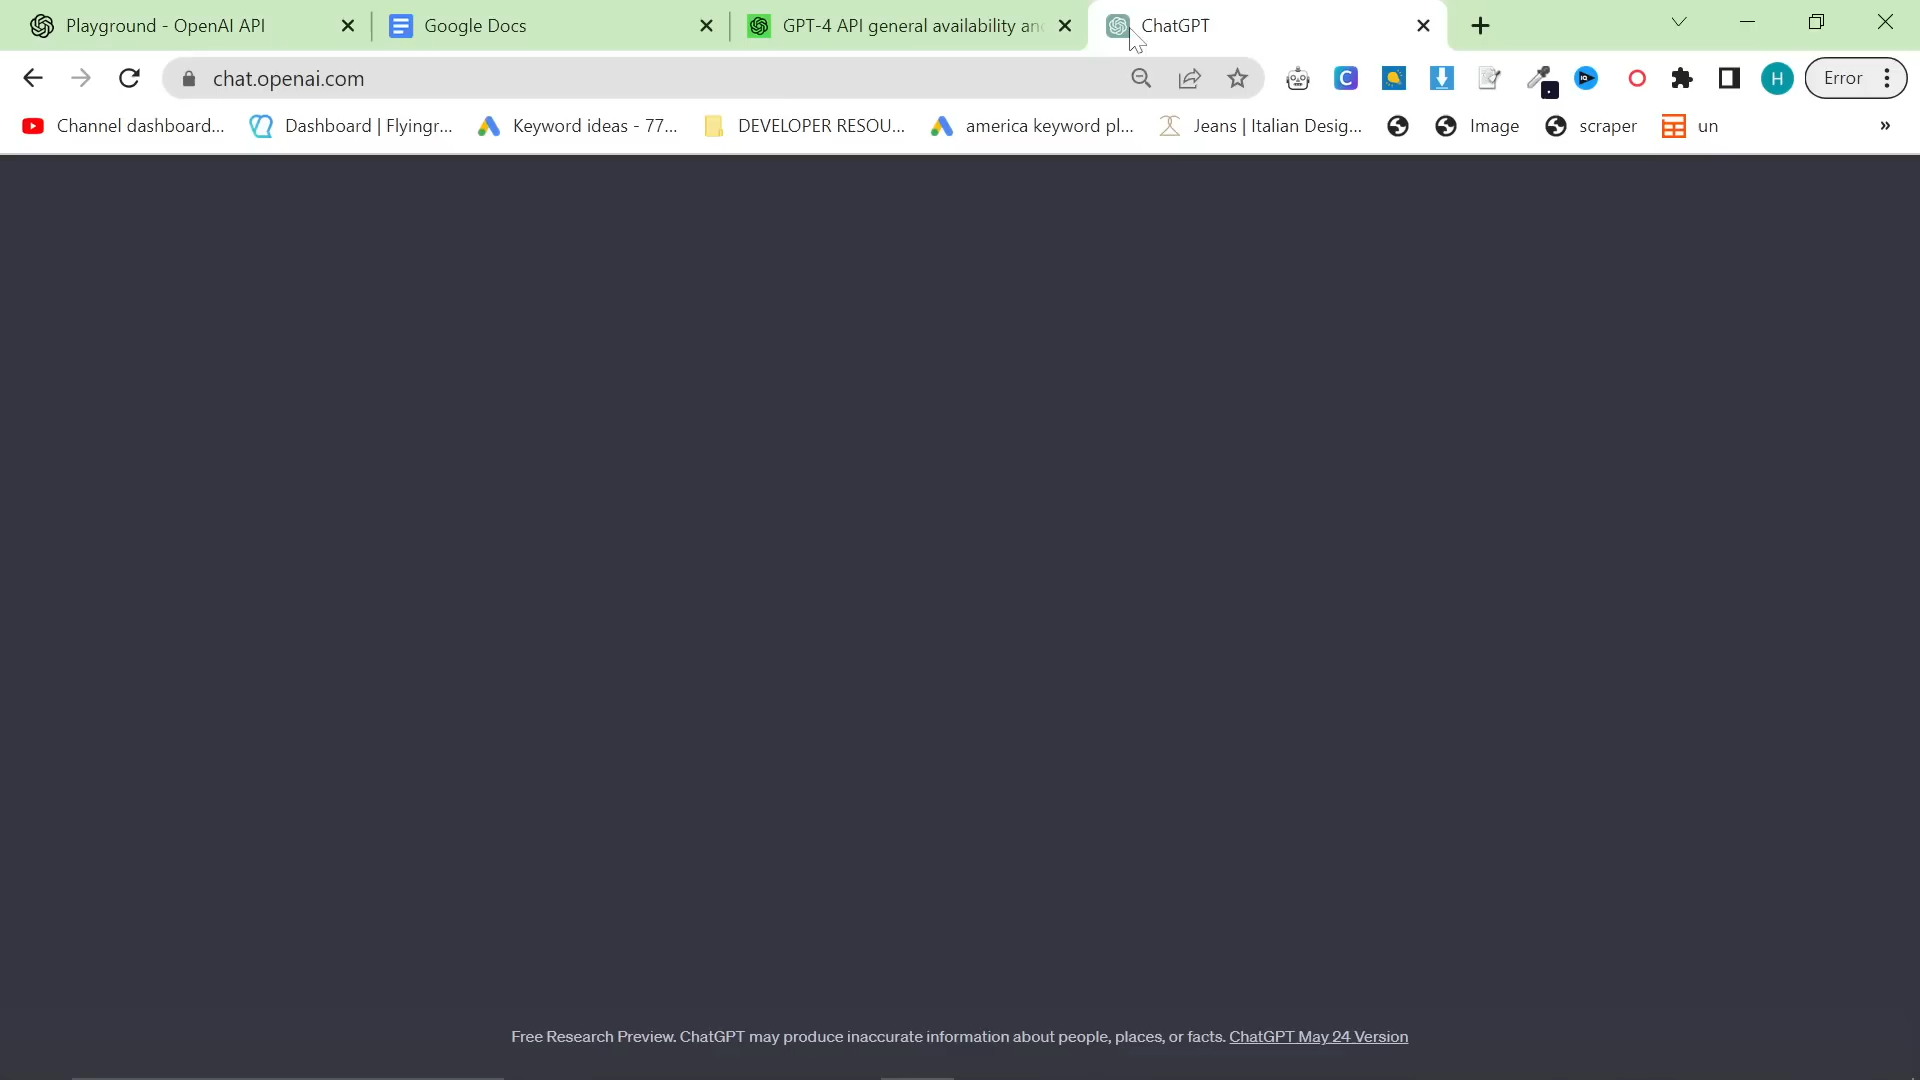 Playground - OpenAI API
Google Docs
GPT-4 API general availability an
ChatGPT
chat.openai.com
C
H
Error
Channel dashboard...
Dashboard | Flyingr...
Keyword ideas - 77...
DEVELOPER RESOU...
america keyword pl...
Jeans | Italian Desig...
Image
scraper
un
»
Free Research Preview. ChatGPT may produce inaccurate information about people, places, or facts. ChatGPT May 24 Version